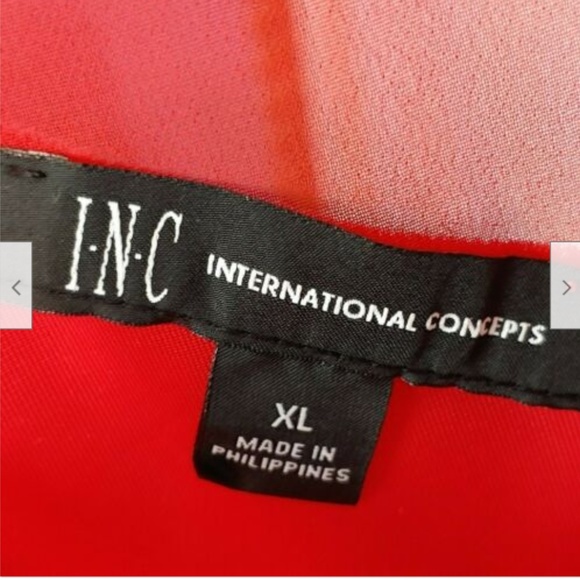 I·N·C INTERNATIONAL CONCEPTS
XL
MADE IN
PHILIPPINES